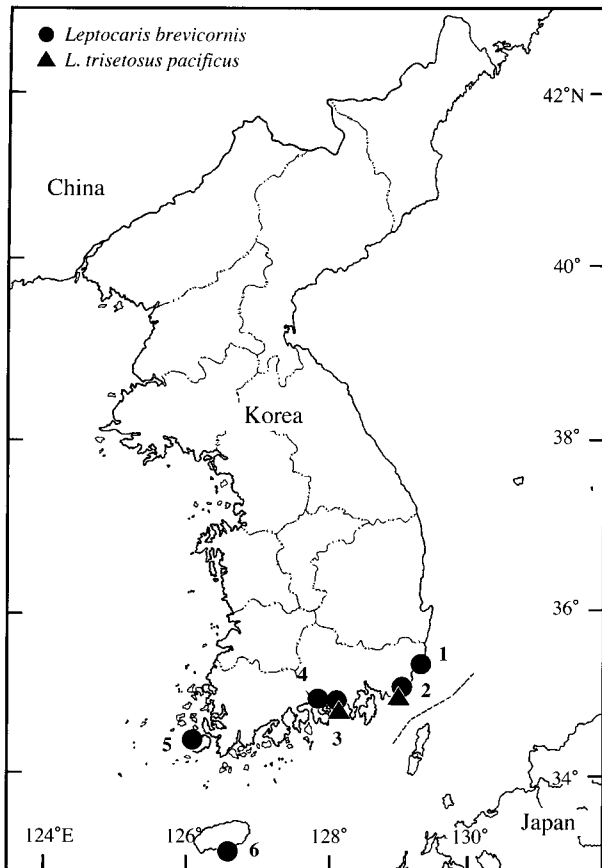 Leptocaris brevicornis
L. trisetosus pacificus
42°N
China
40°
Korea
38°
36°
1
4
2
3
5
34°
124°E
126°
128°
130°
Japan
6